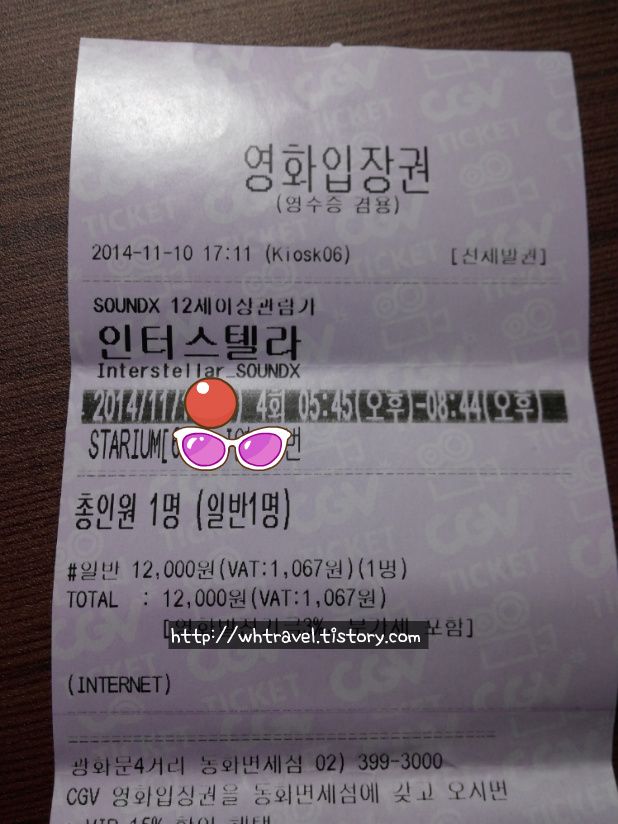 영화입장권
(영수증 겸용)
2014-11-10 17:11 (Kiosk06) [신세발권]
SOUNDX 12세이상관람가
인터스텔라
Interstellar_SOUNDX
2014/11/ 4회 05:45(오후)-08:44(오후)
STARIUM[
총인원 1명 (일반1명)
#일반 12,000원(VAT:1,067원)(1명)
TOTAL : 12,000원(VAT:1,067원)
http://whtravel.tistory.com 포함]
(INTERNET)
광화문4거리 동화면세점 02) 399-3000
CGV 영화입장권을 동화면세점에 갖고 오시면
VIP 15% 할인 혜택